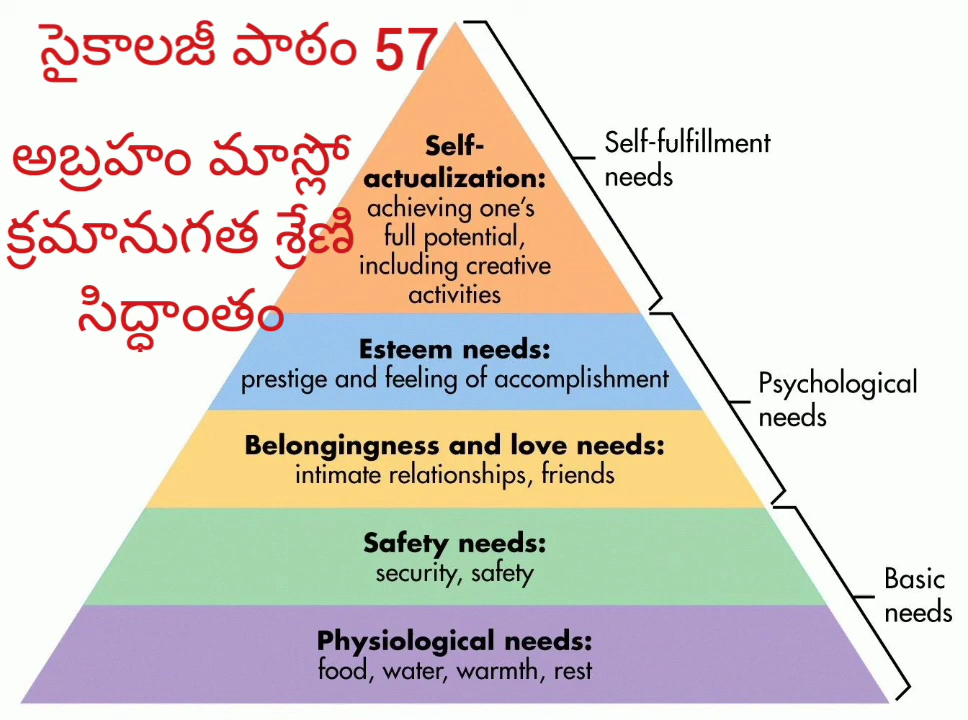 సైకాలజీ పాఠం 57
అబ్రహం మాస్లో
క్రమానుగత శ్రేణి
సిద్ధాంతం
Self-
actualization:
achieving one’s
full potential,
including creative
activities
Self-fulfillment
needs
Esteem needs:
prestige and feeling of accomplishment
Belongingness and love needs:
intimate relationships, friends
Psychological
needs
Safety needs:
security, safety
Physiological needs:
food, water, warmth, rest
Basic
needs